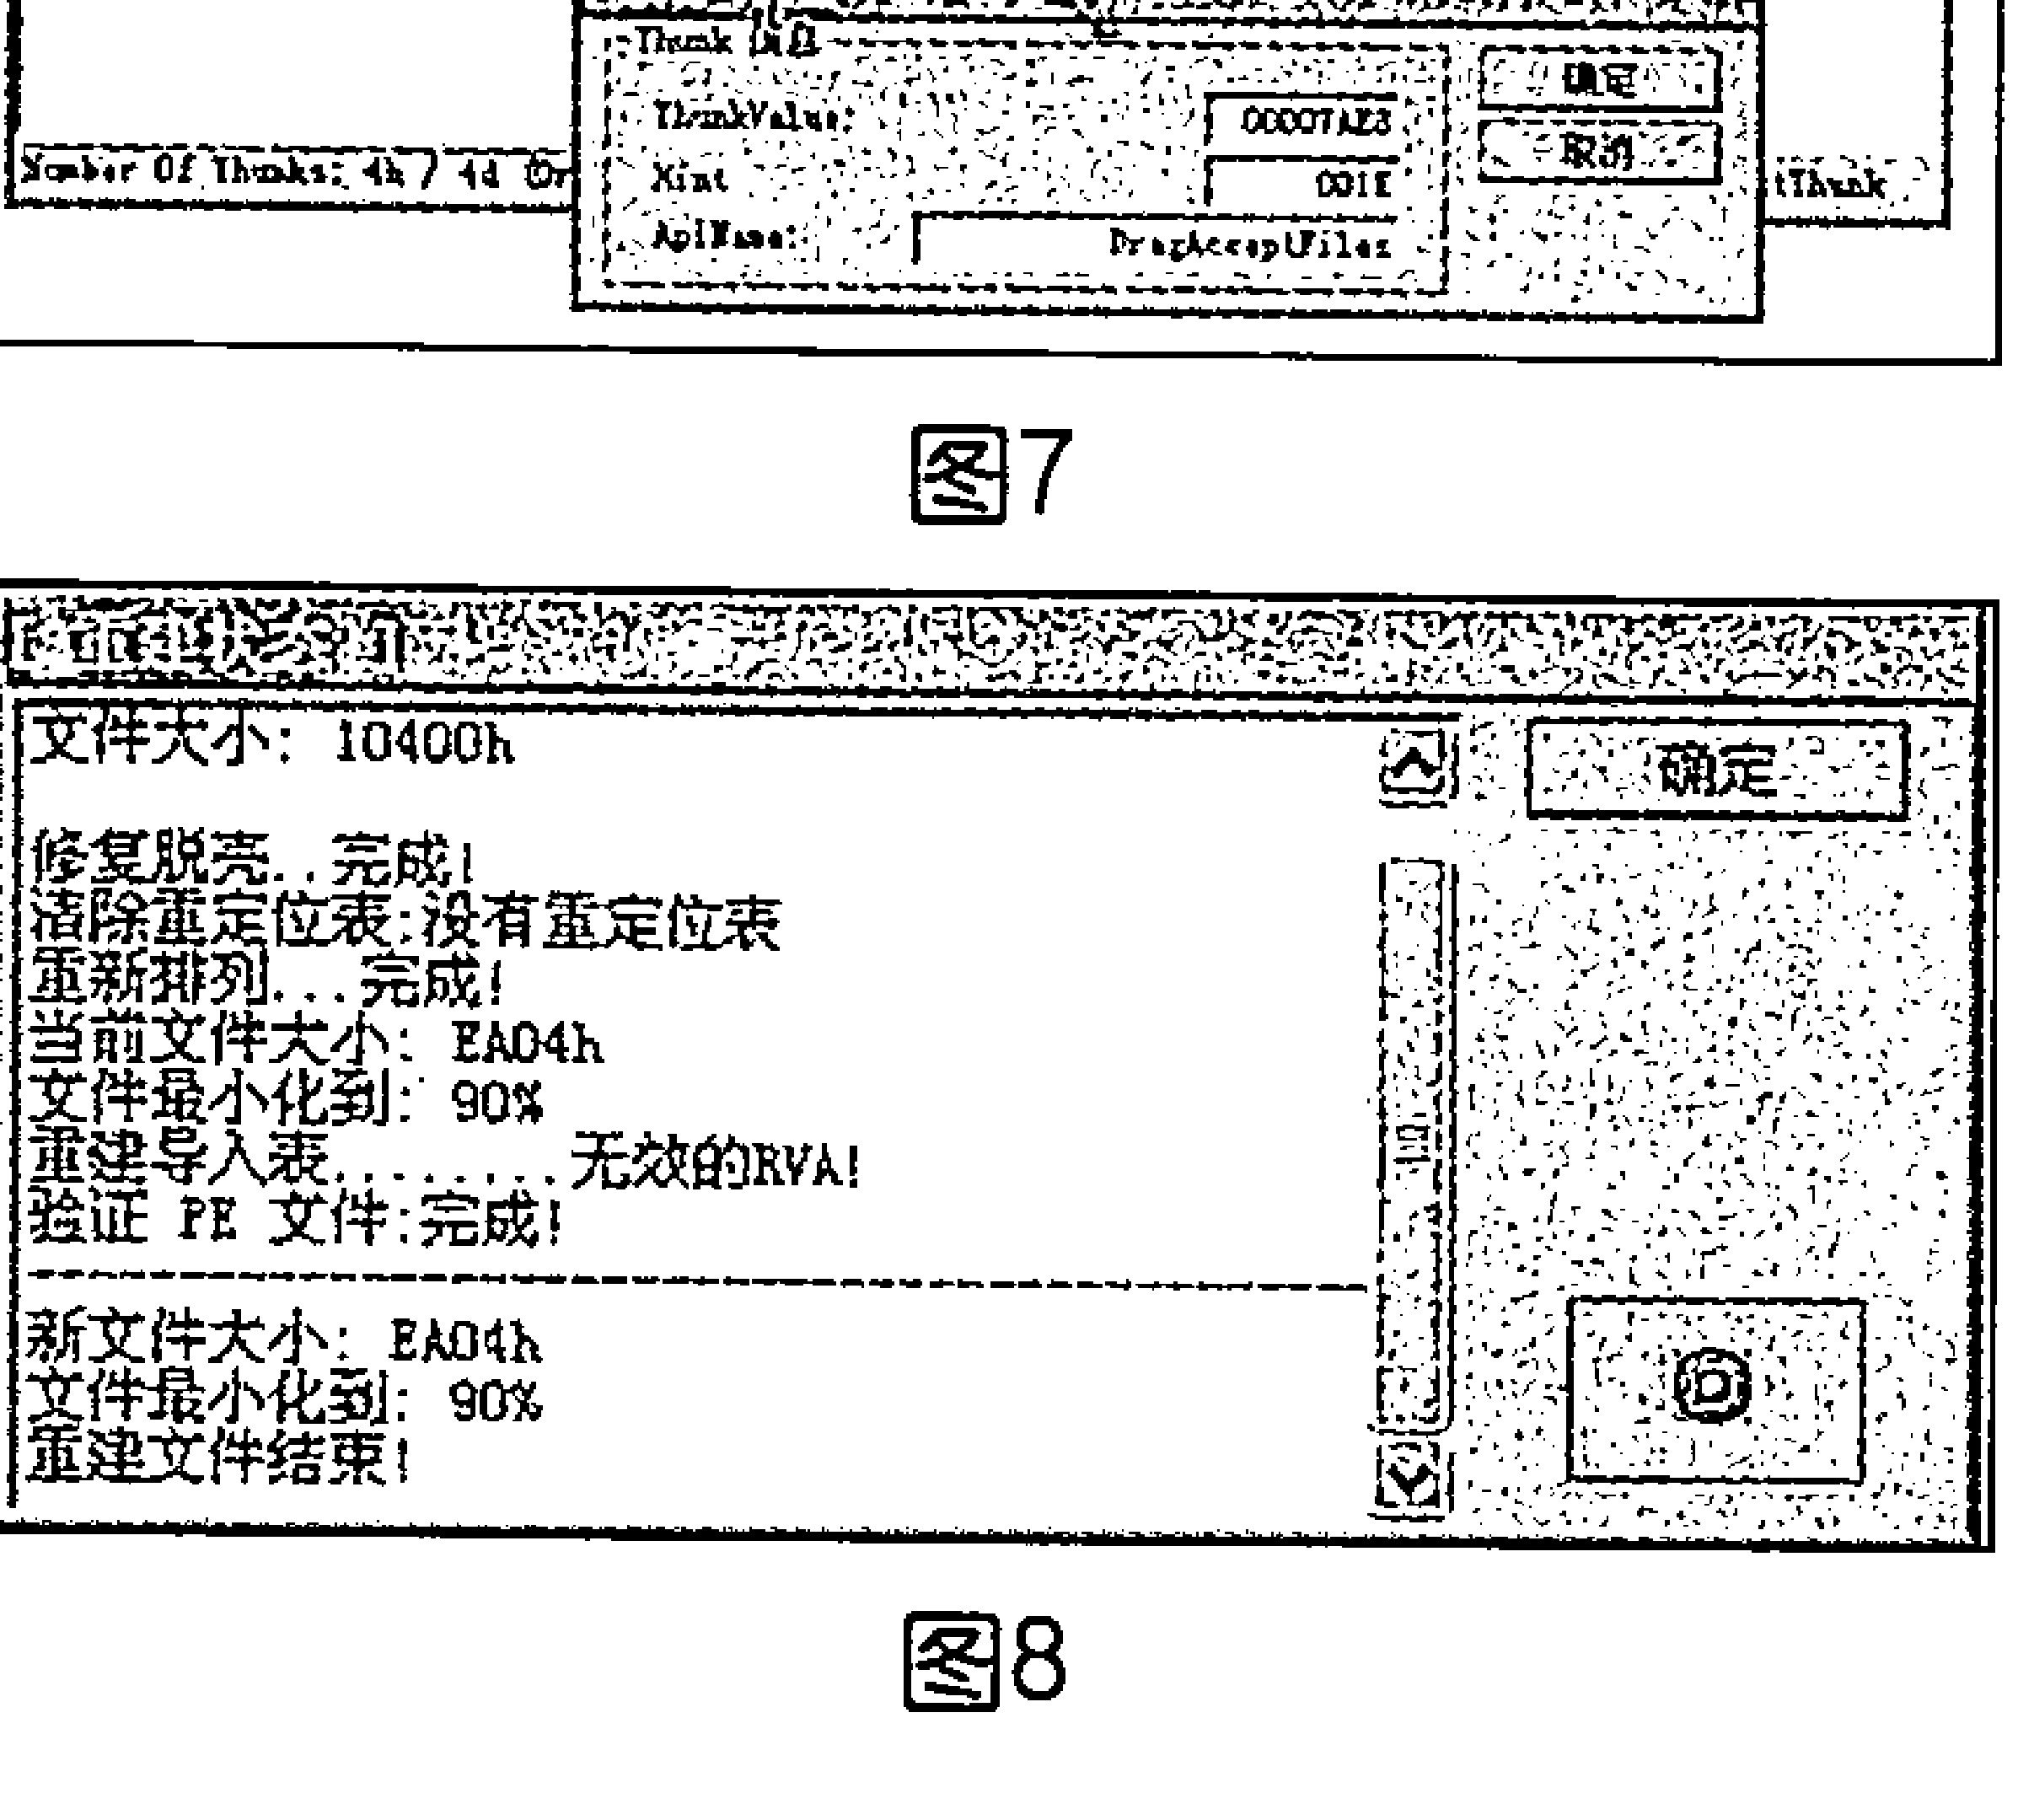 Thunk
确定
ThunkValue:
取消
Number Of Thunks: 4h / 4d
Hint
tThunk
ApiName:
DragAcceptFiles
图7
文件大小: 10400h
确定
修复脱壳..完成!
清除重定位表:没有重定位表
重新排列...完成!
当前文件大小: EA04h
文件最小化到: 90%
重建导入表........无效的RVA!
验证 PE 文件:完成!
新文件大小: EA04h
文件最小化到: 90%
重建文件结束!
图8